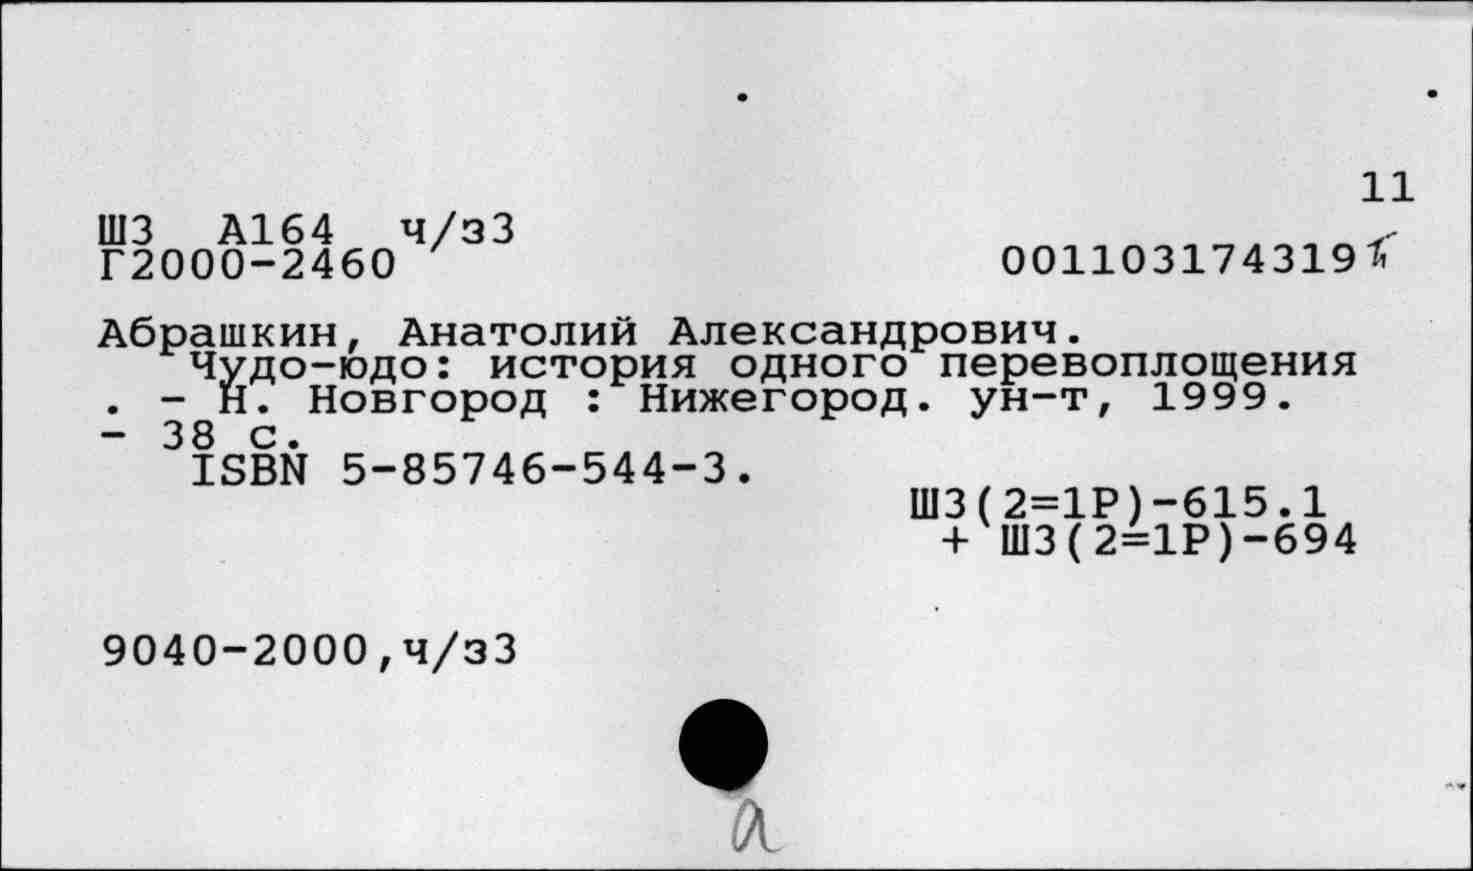 11
Ш3 А164 ч/з3
Г2000-2460 001103174319
Абрашкин, Анатолий Александрович.
Чудо-юдо: история одного перевоплощения
. - Н. Новгород : Нижегород. ун-т, 1999.
- 38 с.
ISBN 5-85746-544-3.
Ш3(2=1Р)-615.1
+ Ш3(2=1Р)-694
9040-2000,ч/з3